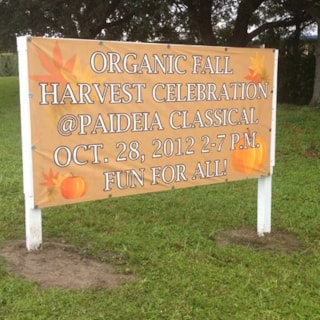 ORGANIC FALL
HARVEST CELEBRATION
@PAIDEIA CLASSICAL
OCT. 28, 2012 2-7 P.M.
FUN FOR ALL!